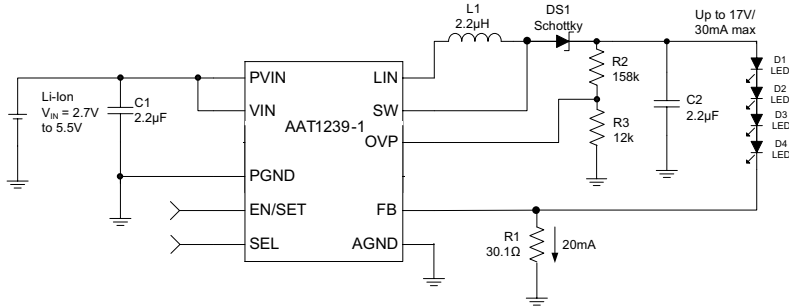 L1
2.2μH
DS1
Schottky
Up to 17V/
30mA max
Li-Ion
V_IN = 2.7V
to 5.5V
C1
2.2μF
PVIN
VIN
PGND
EN/SET
SEL
AAT1239-1
LIN
SW
OVP
FB
AGND
R2
158k
R3
12k
C2
2.2μF
D1
LED
D2
LED
D3
LED
D4
LED
R1
30.1Ω
20mA